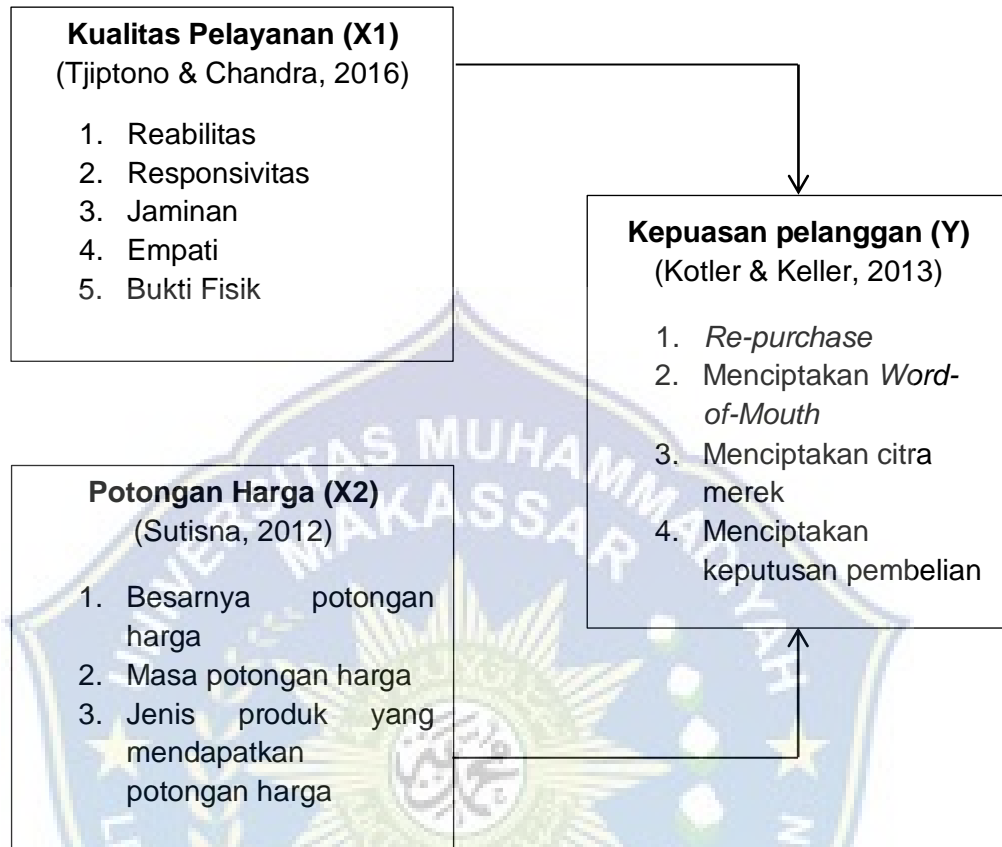 Kualitas Pelayanan (X1)
(Tjiptono & Chandra, 2016)
1. Reabilitas
2. Responsivitas
3. Jaminan
4. Empati
5. Bukti Fisik
Kepuasan pelanggan (Y)
(Kotler & Keller, 2013)
1. Re-purchase
2. Menciptakan Word-
of-Mouth
3. Menciptakan citra
merek
4. Menciptakan
keputusan pembelian
Potongan Harga (X2)
(Sutisna, 2012)
1. Besarnya potongan
harga
2. Masa potongan harga
3. Jenis produk yang
mendapatkan
potongan harga
UNIVERSITAS MUHAMMADIYAH
MAKASSAR